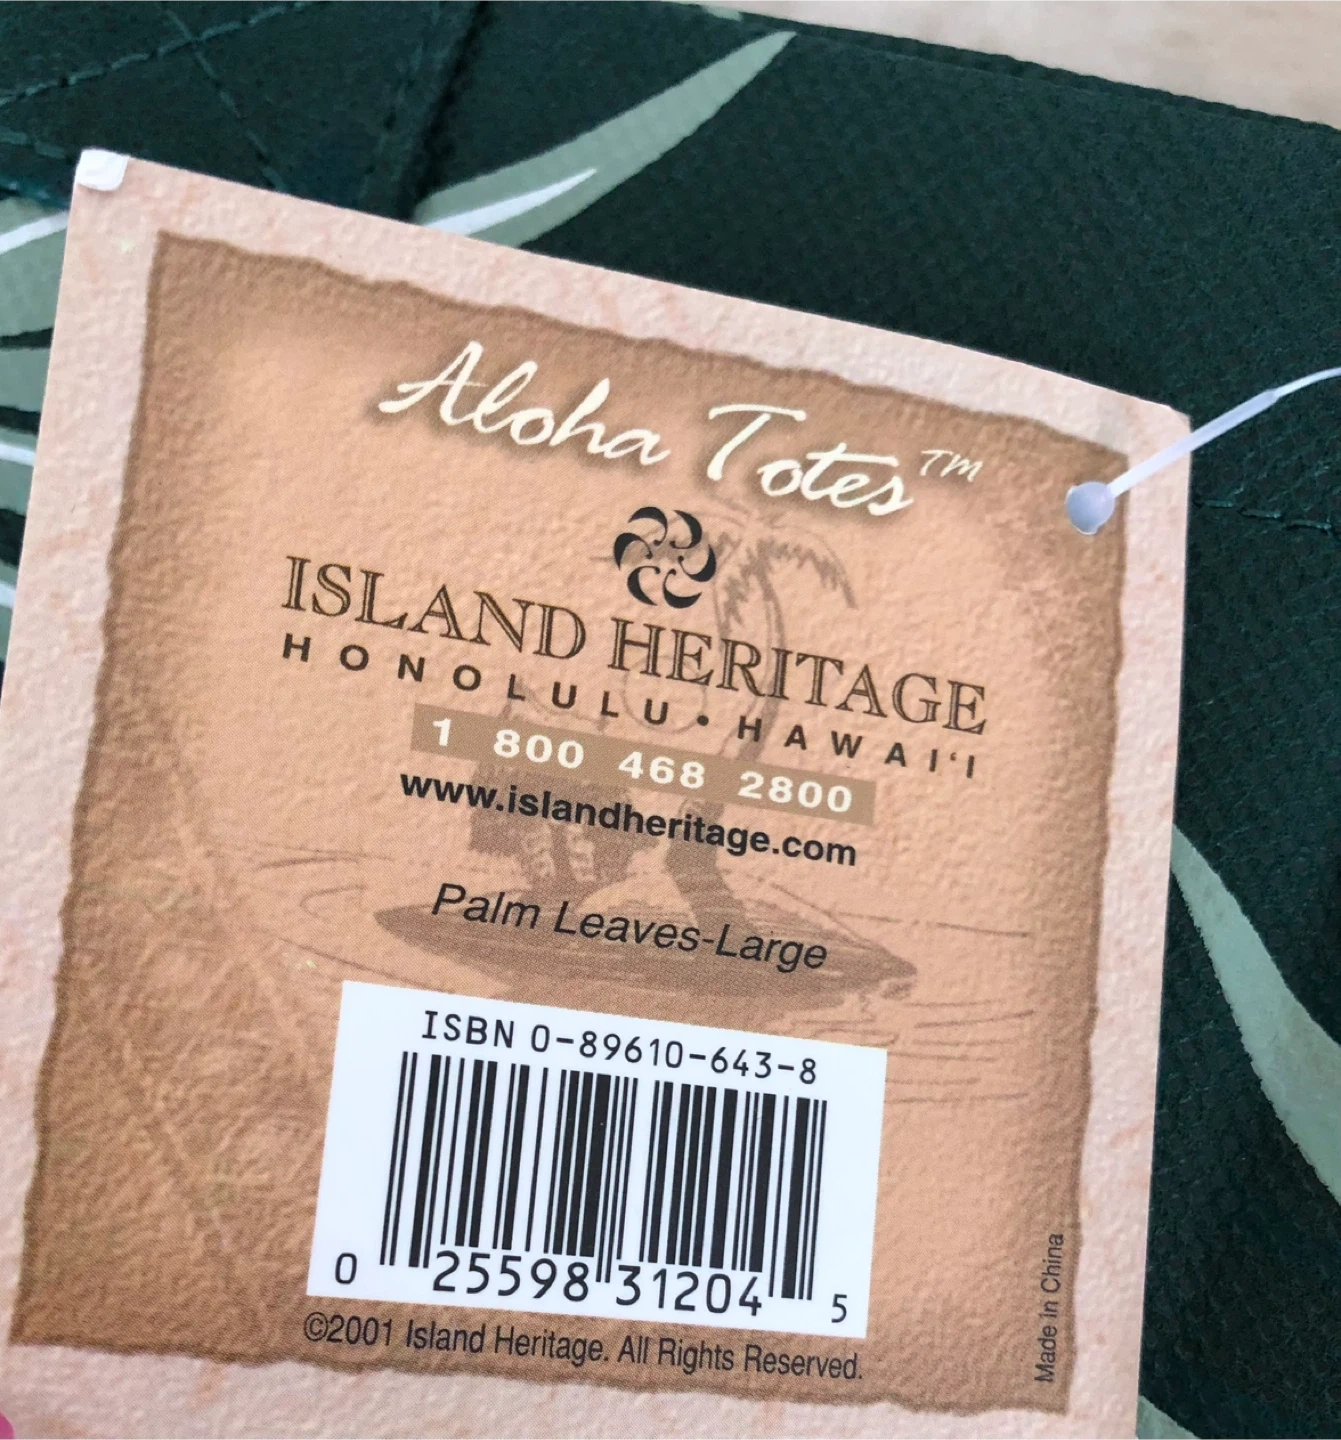 Aloha Totes™
ISLAND HERITAGE
HONOLULU • HAWAI‘I
1 800 468 2800
www.islandheritage.com
Palm Leaves-Large
ISBN 0-89610-643-8
0 25598 31204 5
©2001 Island Heritage. All Rights Reserved.
Made in China